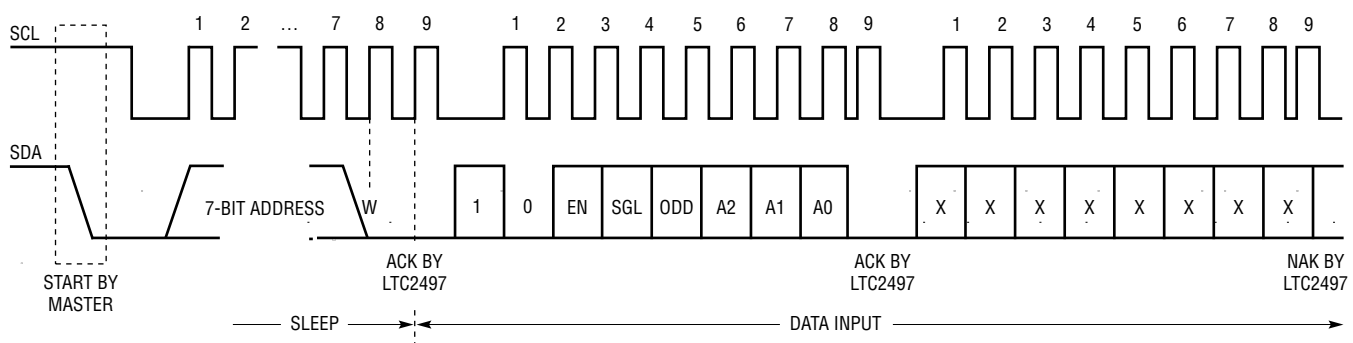 1 2 … 7 8 9 1 2 3 4 5 6 7 8 9 1 2 3 4 5 6 7 8 9
SCL
SDA
7-BIT ADDRESS W 1 0 EN SGL ODD A2 A1 A0 X X X X X X X X
START BY
MASTER
ACK BY
LTC2497
ACK BY
LTC2497
NAK BY
LTC2497
SLEEP DATA INPUT